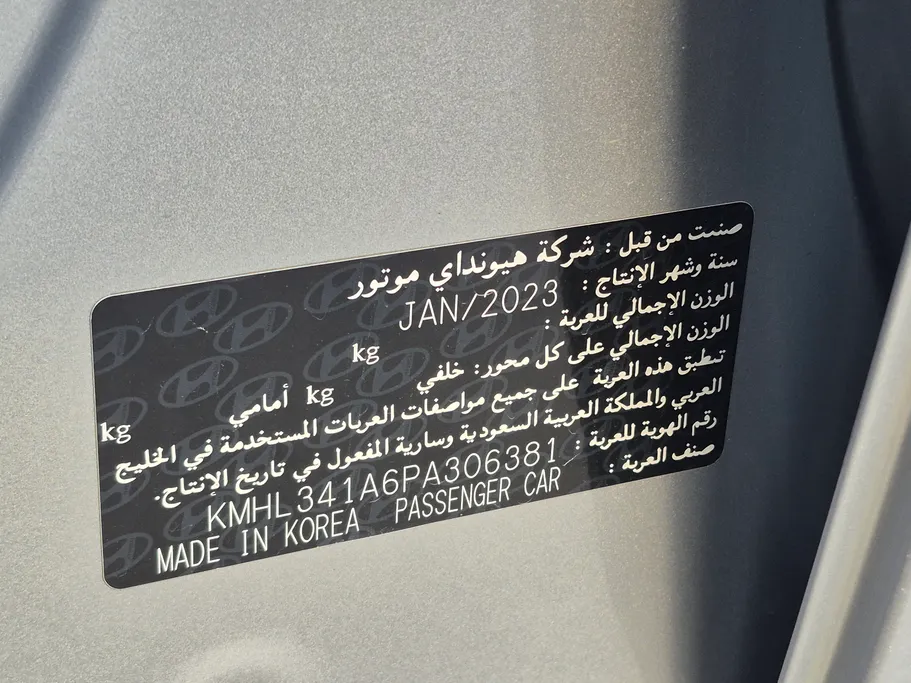 صنعت من قبل : شركة هيونداي موتور
سنة وشهر الإنتاج : JAN/2023
الوزن الإجمالي للعربة : kg
الوزن الإجمالي على كل محور: خلفي kg أمامي kg
تنطبق هذه العربة على جميع مواصفات العربات المستخدمة في الخليج
العربي والمملكة العربية السعودية وسارية المفعول في تاريخ الإنتاج.
رقم الهوية للعربة : KMHL341A6PA306381
صنف العربة : PASSENGER CAR
MADE IN KOREA